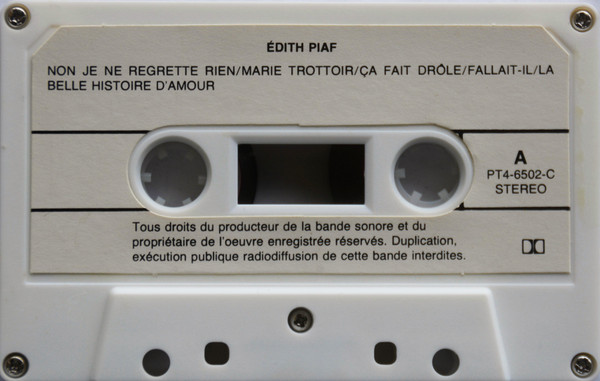 ÉDITH PIAF
NON JE NE REGRETTE RIEN/MARIE TROTTOIR/ÇA FAIT DRÔLE/FALLAIT-IL/LA
BELLE HISTOIRE D'AMOUR
A
PT4-6502-C
STEREO
Tous droits du producteur de la bande sonore et du
propriétaire de l'oeuvre enregistrée réservés. Duplication,
exécution publique radiodiffusion de cette bande interdites.